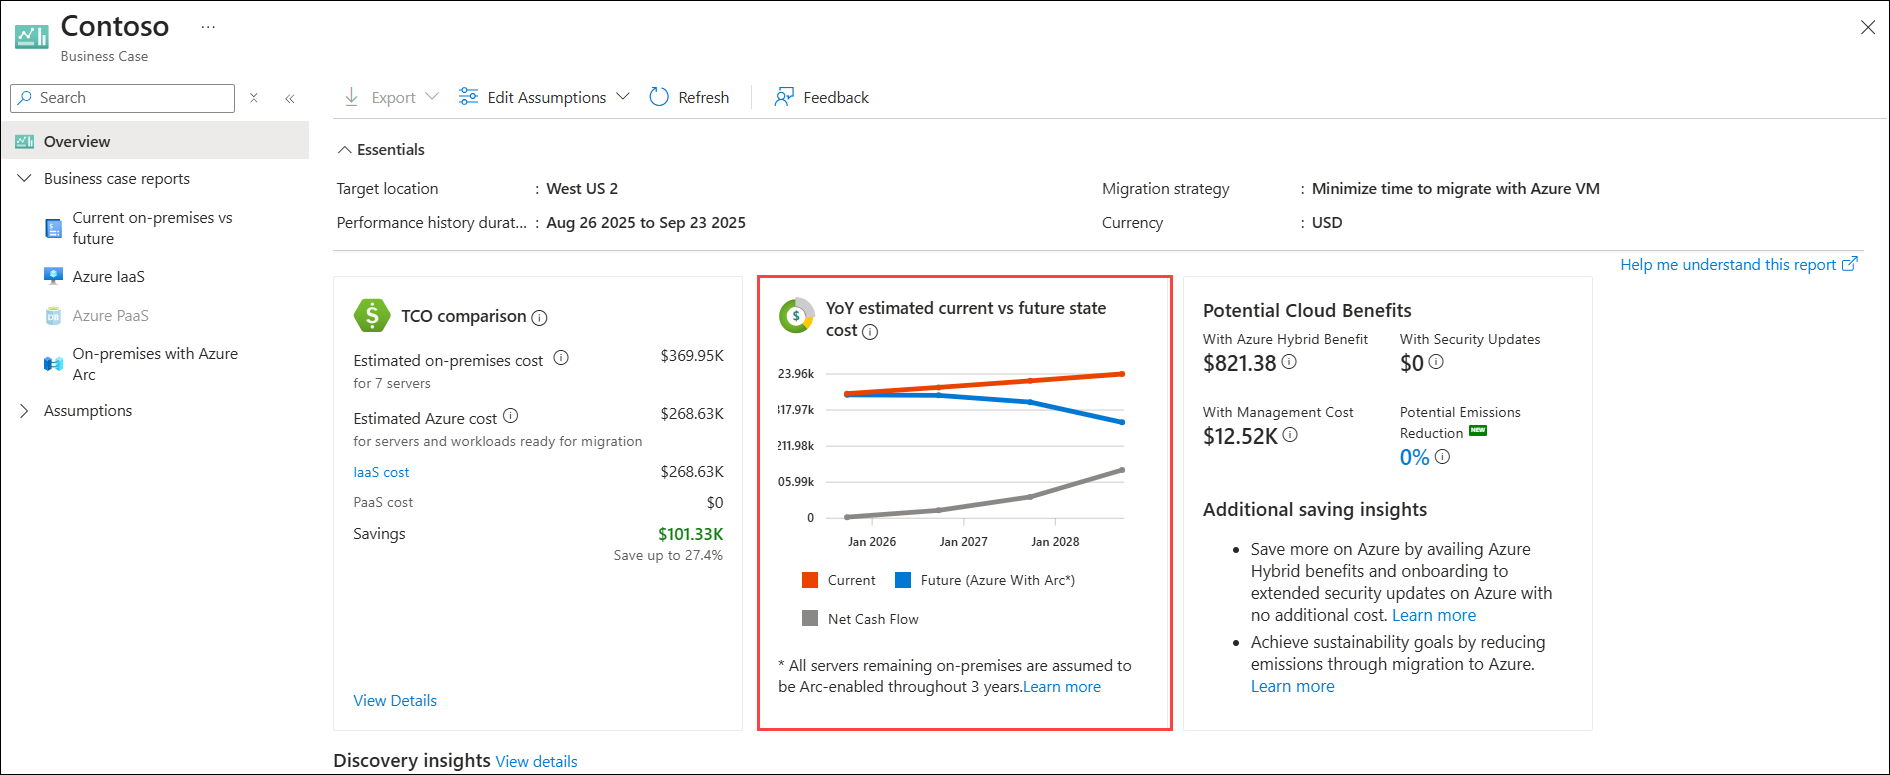 Contoso ...
Business Case
Search
Overview
Business case reports
Current on-premises vs
future
Azure IaaS
Azure PaaS
On-premises with Azure
Arc
Assumptions
Export
Edit Assumptions
Refresh
Feedback
Essentials
Target location : West US 2
Performance history durat... : Aug 26 2025 to Sep 23 2025
Migration strategy : Minimize time to migrate with Azure VM
Currency : USD
Help me understand this report
TCO comparison
Estimated on-premises cost $369.95K
for 7 servers
Estimated Azure cost $268.63K
for servers and workloads ready for migration
IaaS cost $268.63K
PaaS cost $0
Savings $101.33K
Save up to 27.4%
View Details
YoY estimated current vs future state
cost
23.96k
17.97k
11.98k
05.99k
0
Jan 2026 Jan 2027 Jan 2028
Current Future (Azure With Arc*)
Net Cash Flow
* All servers remaining on-premises are assumed to
be Arc-enabled throughout 3 years.Learn more
Potential Cloud Benefits
With Azure Hybrid Benefit
$821.38
With Security Updates
$0
With Management Cost
$12.52K
Potential Emissions
Reduction NEW
0%
Additional saving insights
• Save more on Azure by availing Azure
Hybrid benefits and onboarding to
extended security updates on Azure with
no additional cost. Learn more
• Achieve sustainability goals by reducing
emissions through migration to Azure.
Learn more
Discovery insights View details